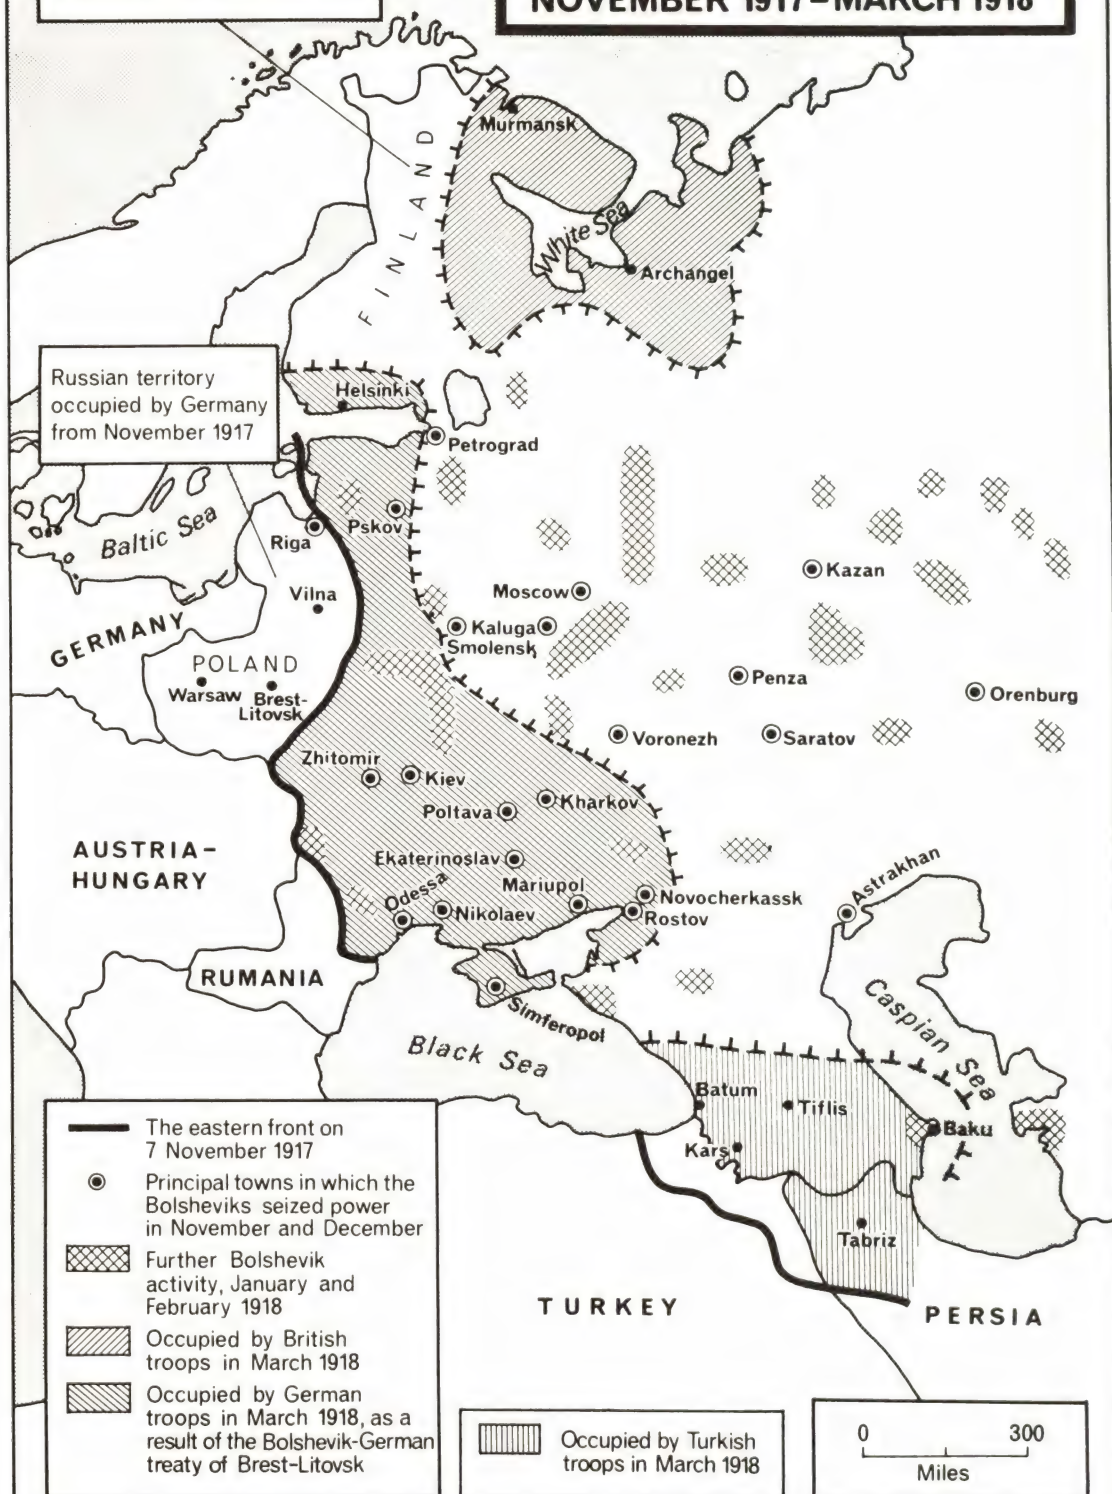 NOVEMBER 1917–MARCH 1918
Murmansk
White Sea
Archangel
FINLAND
Russian territory
occupied by Germany
from November 1917
Helsinki
Petrograd
Baltic Sea
Riga
Pskov
Vilna
Moscow
Kaluga
Smolensk
Kazan
GERMANY
POLAND
Warsaw
Brest-
Litovsk
Penza
Orenburg
Voronezh
Saratov
Zhitomir
Kiev
Poltava
Kharkov
AUSTRIA–
HUNGARY
Ekaterinoslav
Mariupol
Odessa
Nikolaev
Novocherkassk
Rostov
Astrakhan
RUMANIA
Simferopol
Black Sea
Caspian Sea
Batum
Tiflis
Baku
Kars
Tabriz
TURKEY
PERSIA
The eastern front on
7 November 1917
Principal towns in which the
Bolsheviks seized power
in November and December
Further Bolshevik
activity, January and
February 1918
Occupied by British
troops in March 1918
Occupied by German
troops in March 1918, as a
result of the Bolshevik-German
treaty of Brest-Litovsk
Occupied by Turkish
troops in March 1918
0 300
Miles